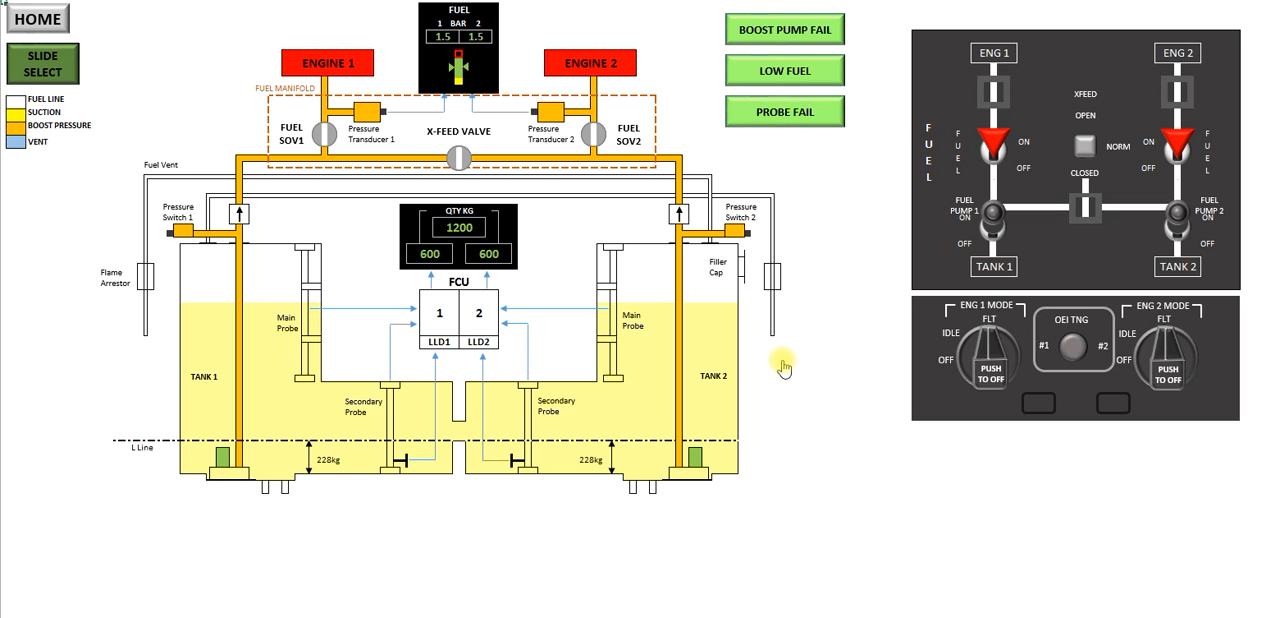 HOME
SLIDE
SELECT
FUEL LINE
SUCTION
BOOST PRESSURE
VENT
FUEL
1 BAR 2
1.5 1.5
ENGINE 1
ENGINE 2
FUEL MANIFOLD
FUEL
SOV1
Pressure
Transducer 1
X-FEED VALVE
Pressure
Transducer 2
FUEL
SOV2
Fuel Vent
Pressure
Switch 1
Pressure
Switch 2
QTY KG
1200
600 600
FCU
1 2
LLD1 LLD2
Flame
Arrestor
Filler
Cap
Main
Probe
Main
Probe
TANK 1
TANK 2
Secondary
Probe
Secondary
Probe
L Line
228kg
228kg
BOOST PUMP FAIL
LOW FUEL
PROBE FAIL
ENG 1
ENG 2
XFEED
OPEN
NORM
CLOSED
FUEL
FUEL
ON
OFF
ON
OFF
FUEL
FUEL
PUMP 1
ON
OFF
FUEL
PUMP 2
ON
OFF
TANK 1
TANK 2
ENG 1 MODE
FLT
IDLE
OFF
PUSH
TO OFF
OEI TNG
#1 #2
ENG 2 MODE
FLT
IDLE
OFF
PUSH
TO OFF